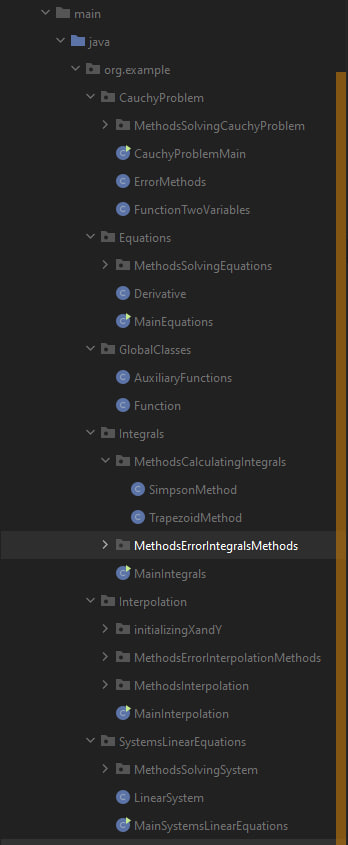 main
java
org.example
CauchyProblem
MethodsSolvingCauchyProblem
CauchyProblemMain
ErrorMethods
FunctionTwoVariables
Equations
MethodsSolvingEquations
Derivative
MainEquations
GlobalClasses
AuxiliaryFunctions
Function
Integrals
MethodsCalculatingIntegrals
SimpsonMethod
TrapezoidMethod
MethodsErrorIntegralsMethods
MainIntegrals
Interpolation
initializingXandY
MethodsErrorInterpolationMethods
MethodsInterpolation
MainInterpolation
SystemsLinearEquations
MethodsSolvingSystem
LinearSystem
MainSystemsLinearEquations